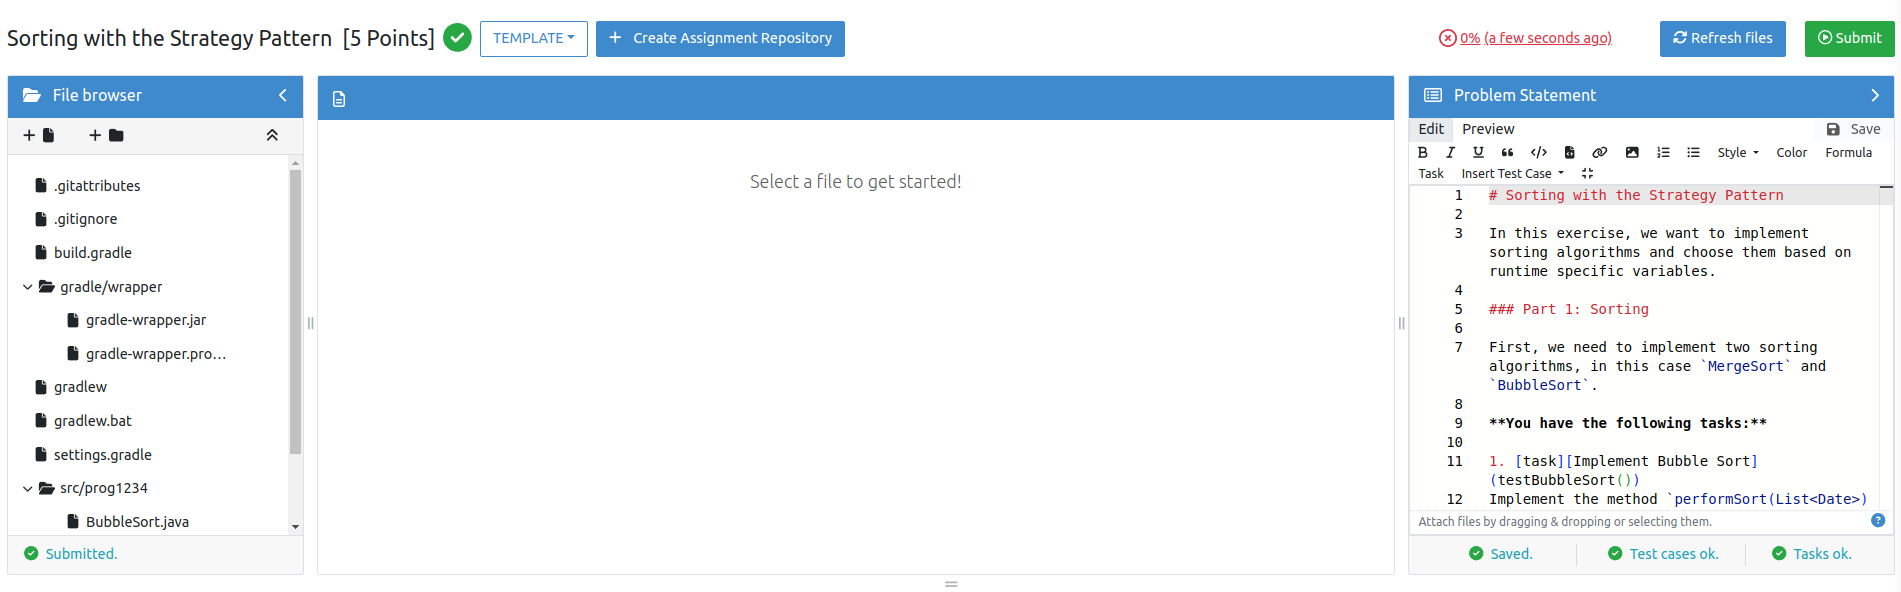 Sorting with the Strategy Pattern [5 Points]
TEMPLATE
Create Assignment Repository
0% (a few seconds ago)
Refresh files
Submit
File browser
.gitattributes
.gitignore
build.gradle
gradle/wrapper
gradle-wrapper.jar
gradle-wrapper.pro...
gradlew
gradlew.bat
settings.gradle
src/prog1234
BubbleSort.java
Submitted.
Select a file to get started!
Problem Statement
Edit Preview Save
B I U Style Color Formula
Task Insert Test Case
1 # Sorting with the Strategy Pattern
2
3 In this exercise, we want to implement
sorting algorithms and choose them based on
runtime specific variables.
4
5 ### Part 1: Sorting
6
7 First, we need to implement two sorting
algorithms, in this case `MergeSort` and
`BubbleSort`.
8
9 **You have the following tasks:**
10
11 1. [task][Implement Bubble Sort]
(testBubbleSort())
12 Implement the method `performSort(List<Date>)
Attach files by dragging & dropping or selecting them.
Saved. Test cases ok. Tasks ok.